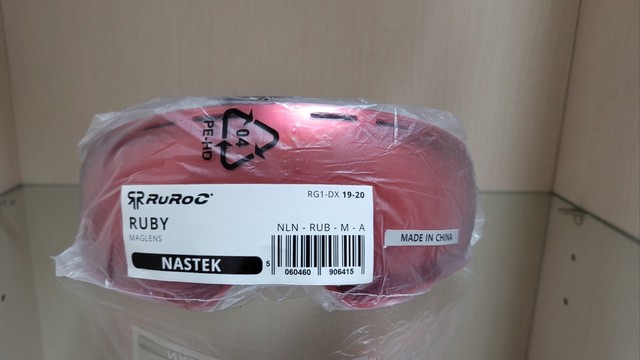 04
PE-HD
RUROC
RG1-DX 19-20
RUBY
MAGLENS
NLN - RUB - M - A
NASTEK
5 060460 906415
MADE IN CHINA